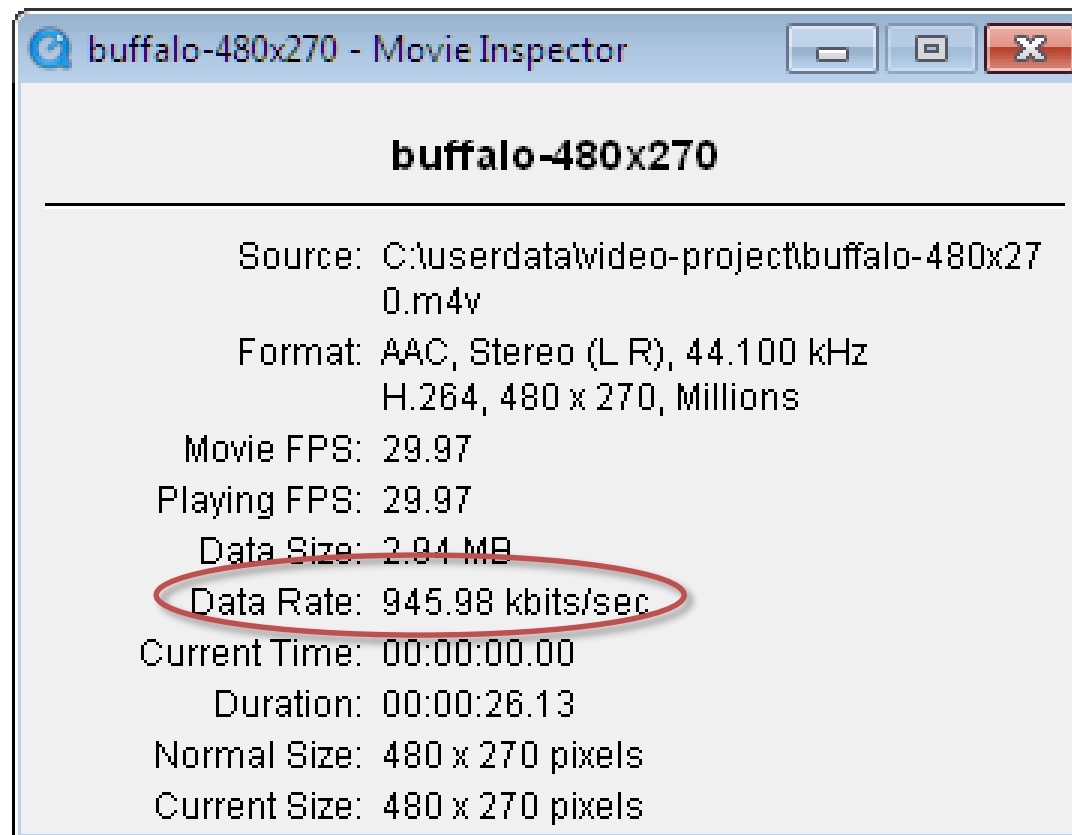 buffalo-480x270 - Movie Inspector
buffalo-480x270
Source: C:\userdata\video-project\buffalo-480x27
0.m4v
Format: AAC, Stereo (L R), 44.100 kHz
H.264, 480 x 270, Millions
Movie FPS: 29.97
Playing FPS: 29.97
Data Size: 2.94 MB
Data Rate: 945.98 kbits/sec
Current Time: 00:00:00.00
Duration: 00:00:26.13
Normal Size: 480 x 270 pixels
Current Size: 480 x 270 pixels